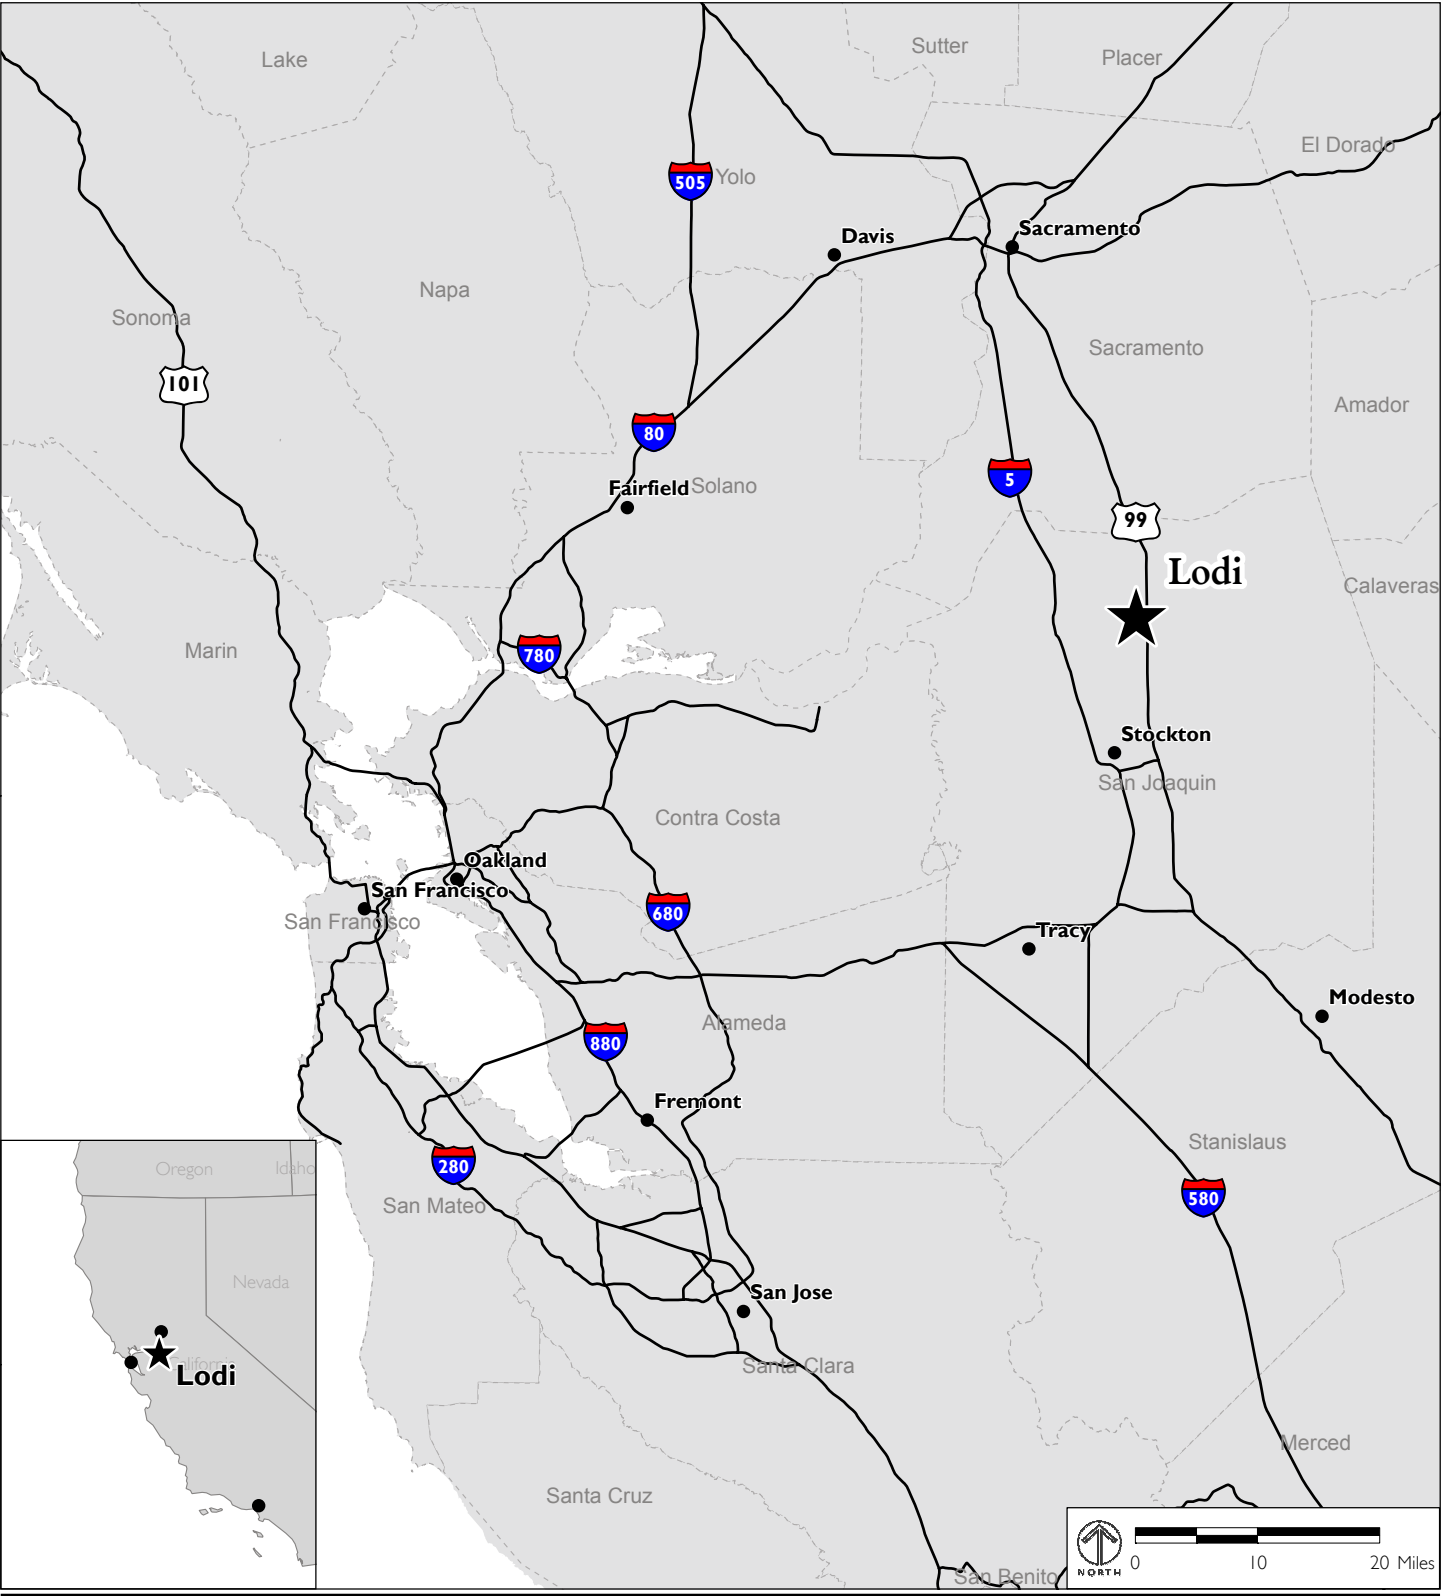 Sutter
Placer
Lake
El Dorado
505
Yolo
Sacramento
Davis
Napa
Sonoma
Sacramento
101
Amador
80
5
Fairfield
Solano
99
Lodi
Calaveras
Marin
780
Stockton
San Joaquin
Contra Costa
Oakland
San Francisco
San Francisco
680
Tracy
Modesto
Alameda
880
Fremont
Stanislaus
280
Oregon
Idaho
580
San Mateo
Nevada
San Jose
California
Santa Clara
Lodi
Merced
Santa Cruz
0
10
20 Miles
NORTH
San Benito